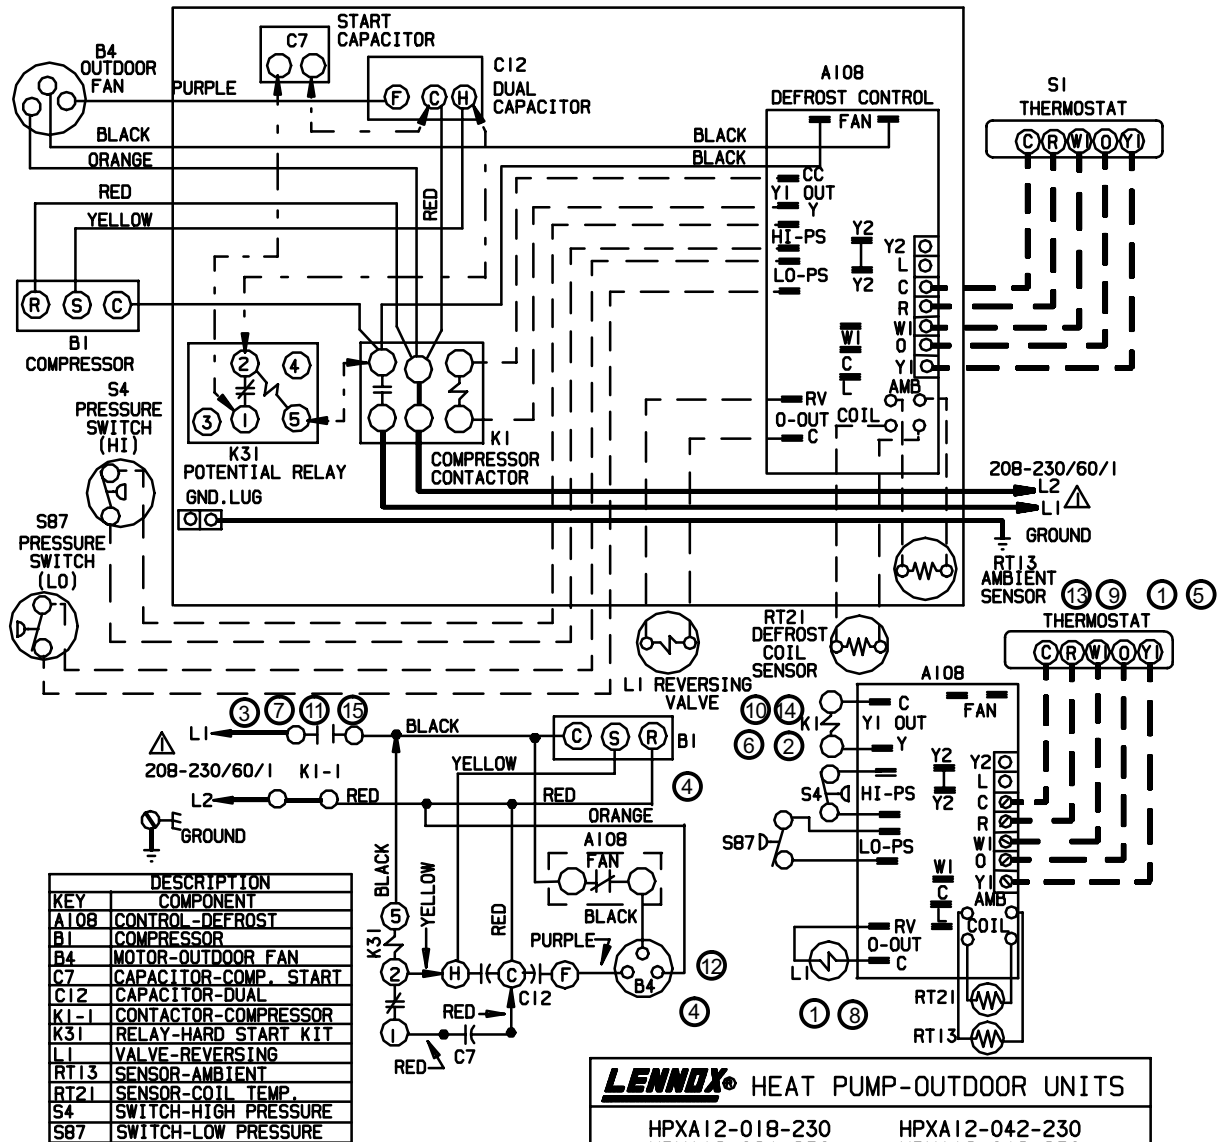 START
CAPACITOR
C7
B4
OUTDOOR
FAN
C12
DUAL
CAPACITOR
F C H
PURPLE
BLACK
ORANGE
RED
YELLOW
RED
A108
DEFROST CONTROL
FAN
BLACK
BLACK
CC
Y1 OUT
Y
HI-PS
LO-PS
Y2
Y2
Y2
L
C
R
W1
O
Y1
W1
C
L
AMB
RV
O-OUT
C
COIL
S1
THERMOSTAT
C R W1 O Y1
R S C
B1
COMPRESSOR
2 4
3 1 5
K31
POTENTIAL RELAY
K1
COMPRESSOR
CONTACTOR
S4
PRESSURE
SWITCH
(HI)
GND.LUG
S87
PRESSURE
SWITCH
(LO)
208-230/60/1
L2
L1
1
GROUND
RT13
AMBIENT
SENSOR
13 9 1 5
L1 REVERSING
VALVE
RT21
DEFROST
COIL
SENSOR
THERMOSTAT
C R W1 O Y1
3 7 11 15
L1
1
208-230/60/1 K1-1
L2
GROUND
BLACK
C S R B1
YELLOW
4
RED
RED
ORANGE
A108
FAN
BLACK
BLACK
YELLOW
RED
PURPLE
K31
5
2
1
H C F
C12
B4
12
4
RED
RED
C7
10 14
6 2
K1
A108
C
Y1 OUT
Y
FAN
S4
HI-PS
S87
LO-PS
Y2
Y2
Y2
L
C
R
W1
O
Y1
W1
C
L
AMB
COIL
RV
O-OUT
C
L1
1 8
RT21
RT13
DESCRIPTION
KEY COMPONENT
A108 CONTROL-DEFROST
B1 COMPRESSOR
B4 MOTOR-OUTDOOR FAN
C7 CAPACITOR-COMP. START
C12 CAPACITOR-DUAL
K1-1 CONTACTOR-COMPRESSOR
K31 RELAY-HARD START KIT
L1 VALVE-REVERSING
RT13 SENSOR-AMBIENT
RT21 SENSOR-COIL TEMP.
S4 SWITCH-HIGH PRESSURE
S87 SWITCH-LOW PRESSURE
LENNOX® HEAT PUMP-OUTDOOR UNITS
HPXA12-018-230 HPXA12-042-230